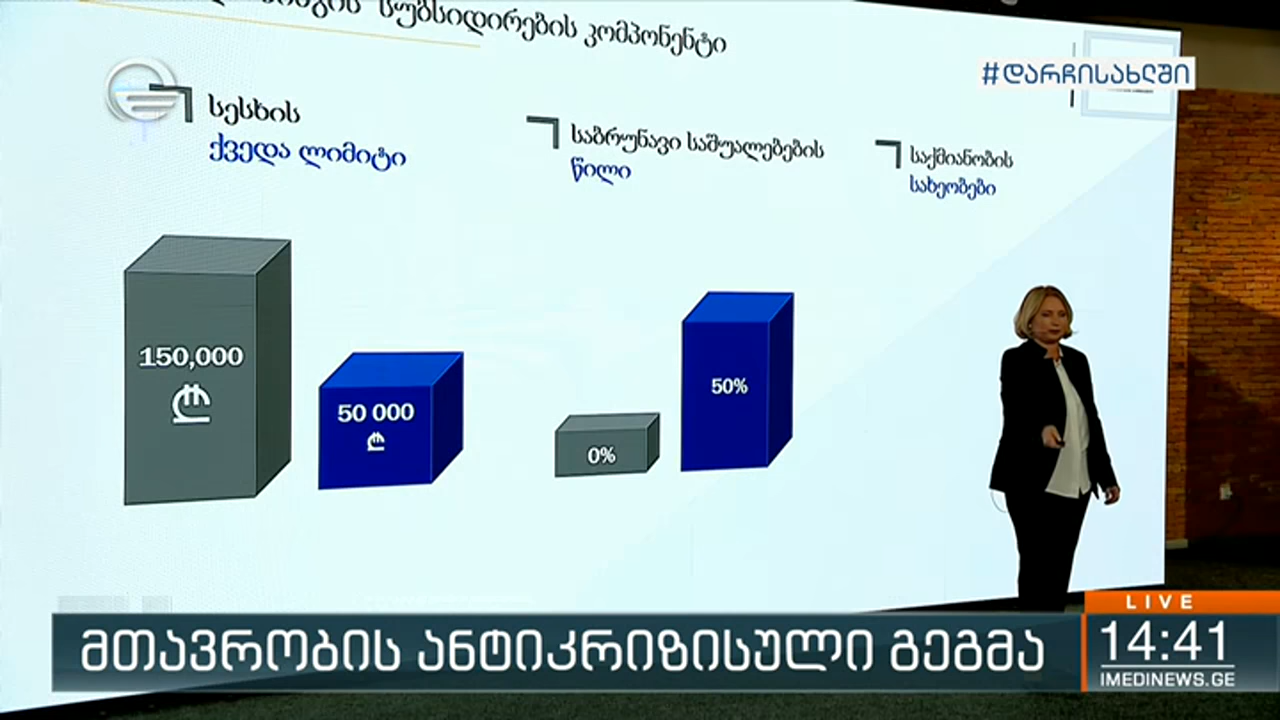 სუბსიდირების კომპონენტი
#დარჩისახლში
სესხის
ქვედა ლიმიტი
საბრუნავი საშუალებების
წილი
საქმიანობის
სახეობები
150,000
₾
50 000
₾
0%
50%
LIVE
მთავრობის ანტიკრიზისული გეგმა
14:41
IMEDINEWS.GE